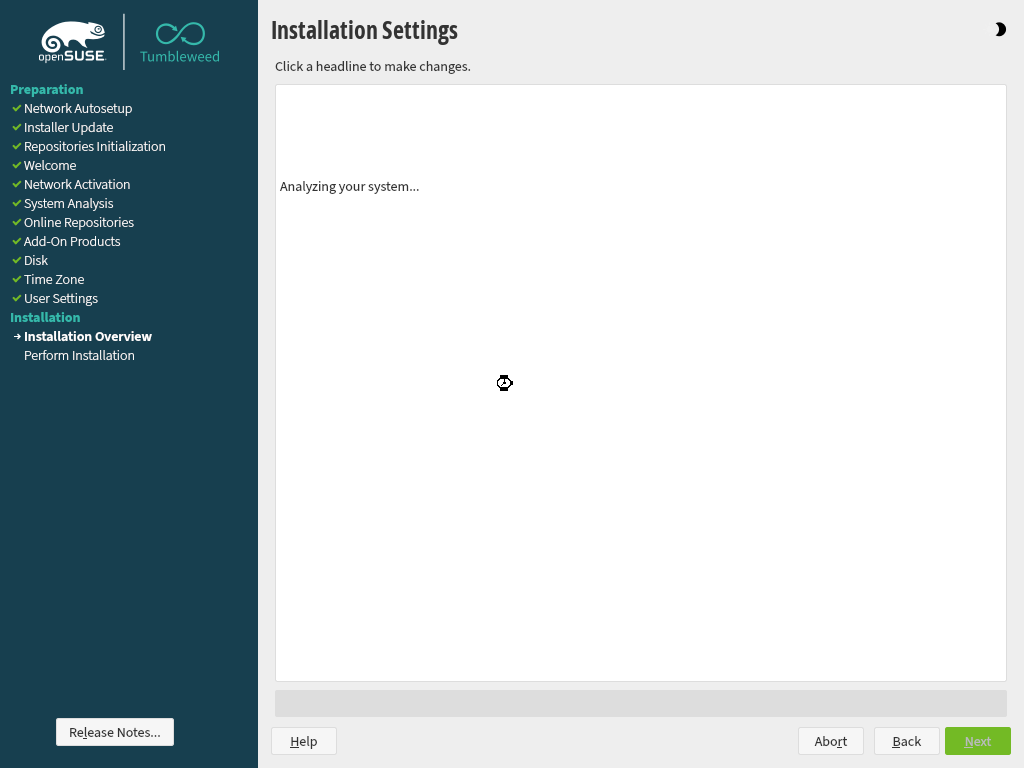 openSUSE
Tumbleweed
Preparation
Network Autosetup
Installer Update
Repositories Initialization
Welcome
Network Activation
System Analysis
Online Repositories
Add-On Products
Disk
Time Zone
User Settings
Installation
Installation Overview
Perform Installation
Release Notes...
Installation Settings
Click a headline to make changes.
Analyzing your system...
Help
Abort
Back
Next